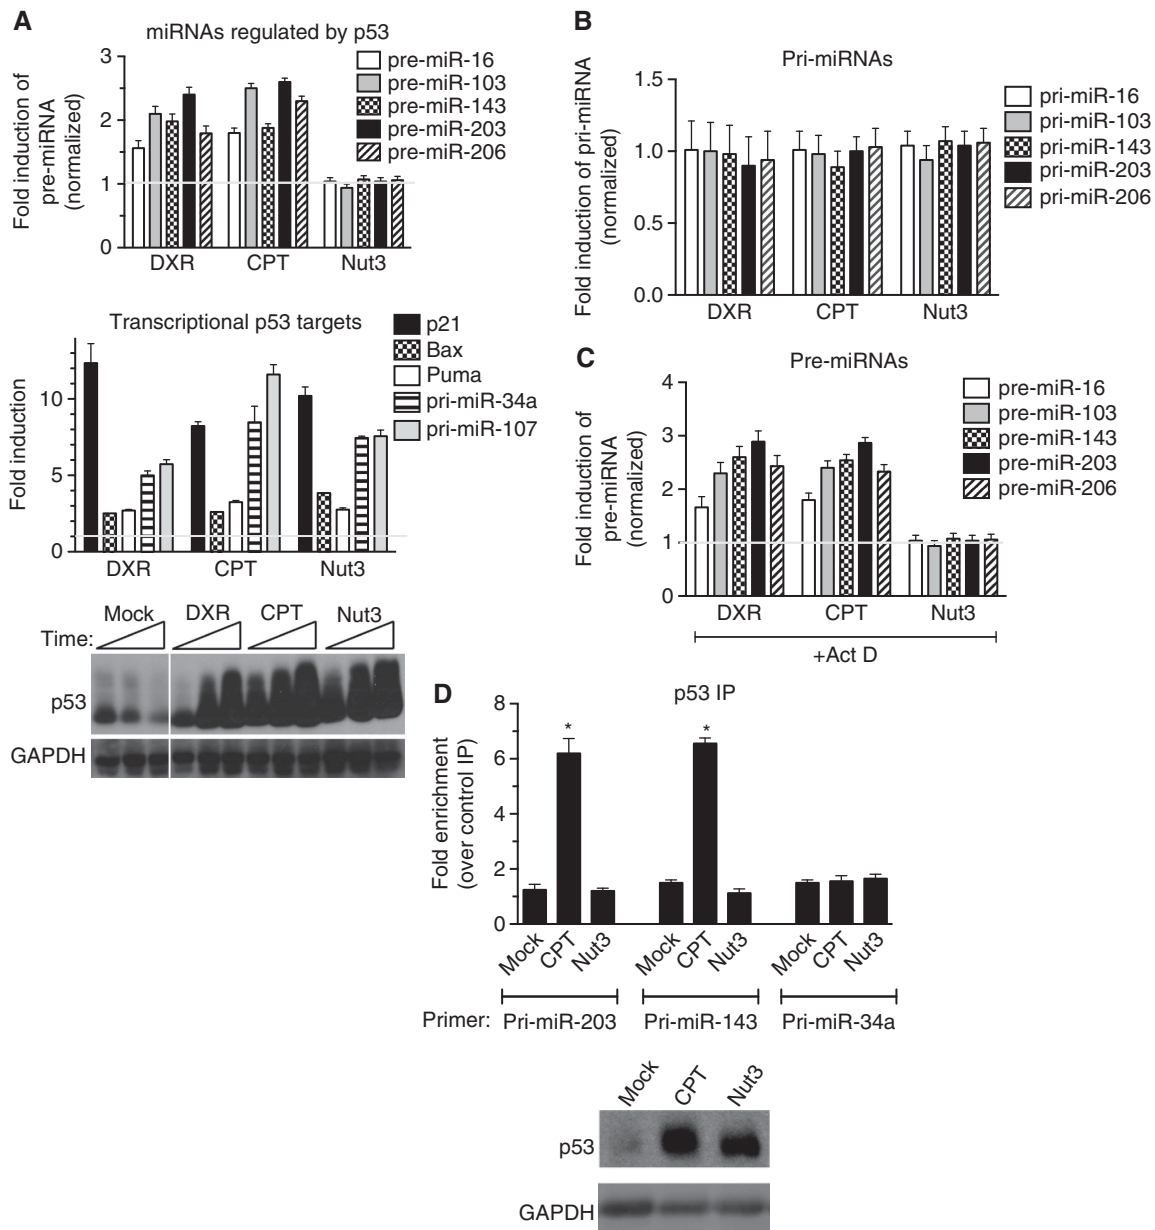 A
miRNAs regulated by p53
Fold induction of
pre-miRNA
(normalized)
3
2
1
0
DXR CPT Nut3
pre-miR-16
pre-miR-103
pre-miR-143
pre-miR-203
pre-miR-206
Transcriptional p53 targets
Fold induction
10
5
0
DXR CPT Nut3
p21
Bax
Puma
pri-miR-34a
pri-miR-107
Mock DXR CPT Nut3
Time:
p53
GAPDH
B
Pri-miRNAs
Fold induction of pri-miRNA
(normalized)
1.5
1.0
0.5
0.0
DXR CPT Nut3
pri-miR-16
pri-miR-103
pri-miR-143
pri-miR-203
pri-miR-206
C
Pre-miRNAs
Fold induction of
pre-miRNA
(normalized)
4
3
2
1
0
DXR CPT Nut3
+Act D
pre-miR-16
pre-miR-103
pre-miR-143
pre-miR-203
pre-miR-206
D
p53 IP
Fold enrichment
(over control IP)
8
6
4
2
0
* *
Mock CPT Nut3 Mock CPT Nut3 Mock CPT Nut3
Primer: Pri-miR-203 Pri-miR-143 Pri-miR-34a
Mock CPT Nut3
p53
GAPDH